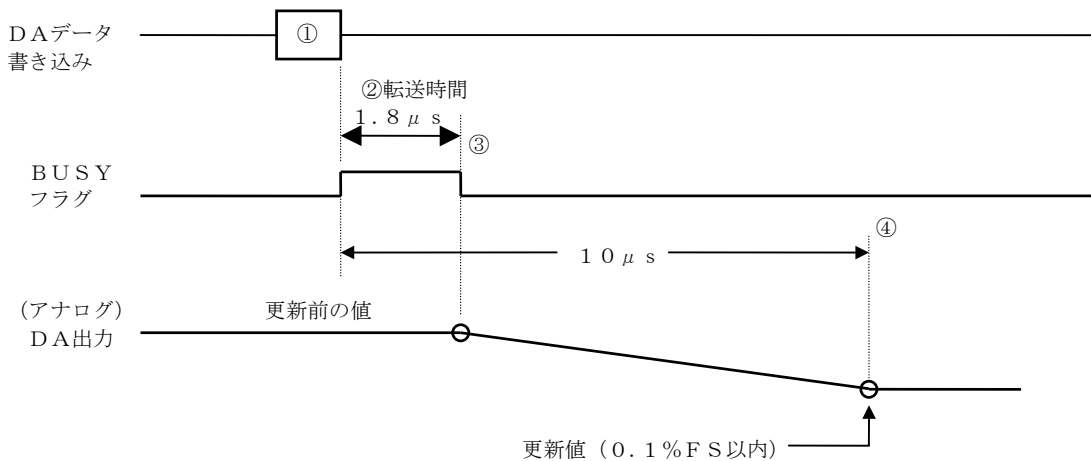 DAデータ
書き込み
①
②転送時間
1.8μs
③
BUSY
フラグ
④
10μs
(アナログ)
DA出力
更新前の値
更新値(0.1%FS以内)